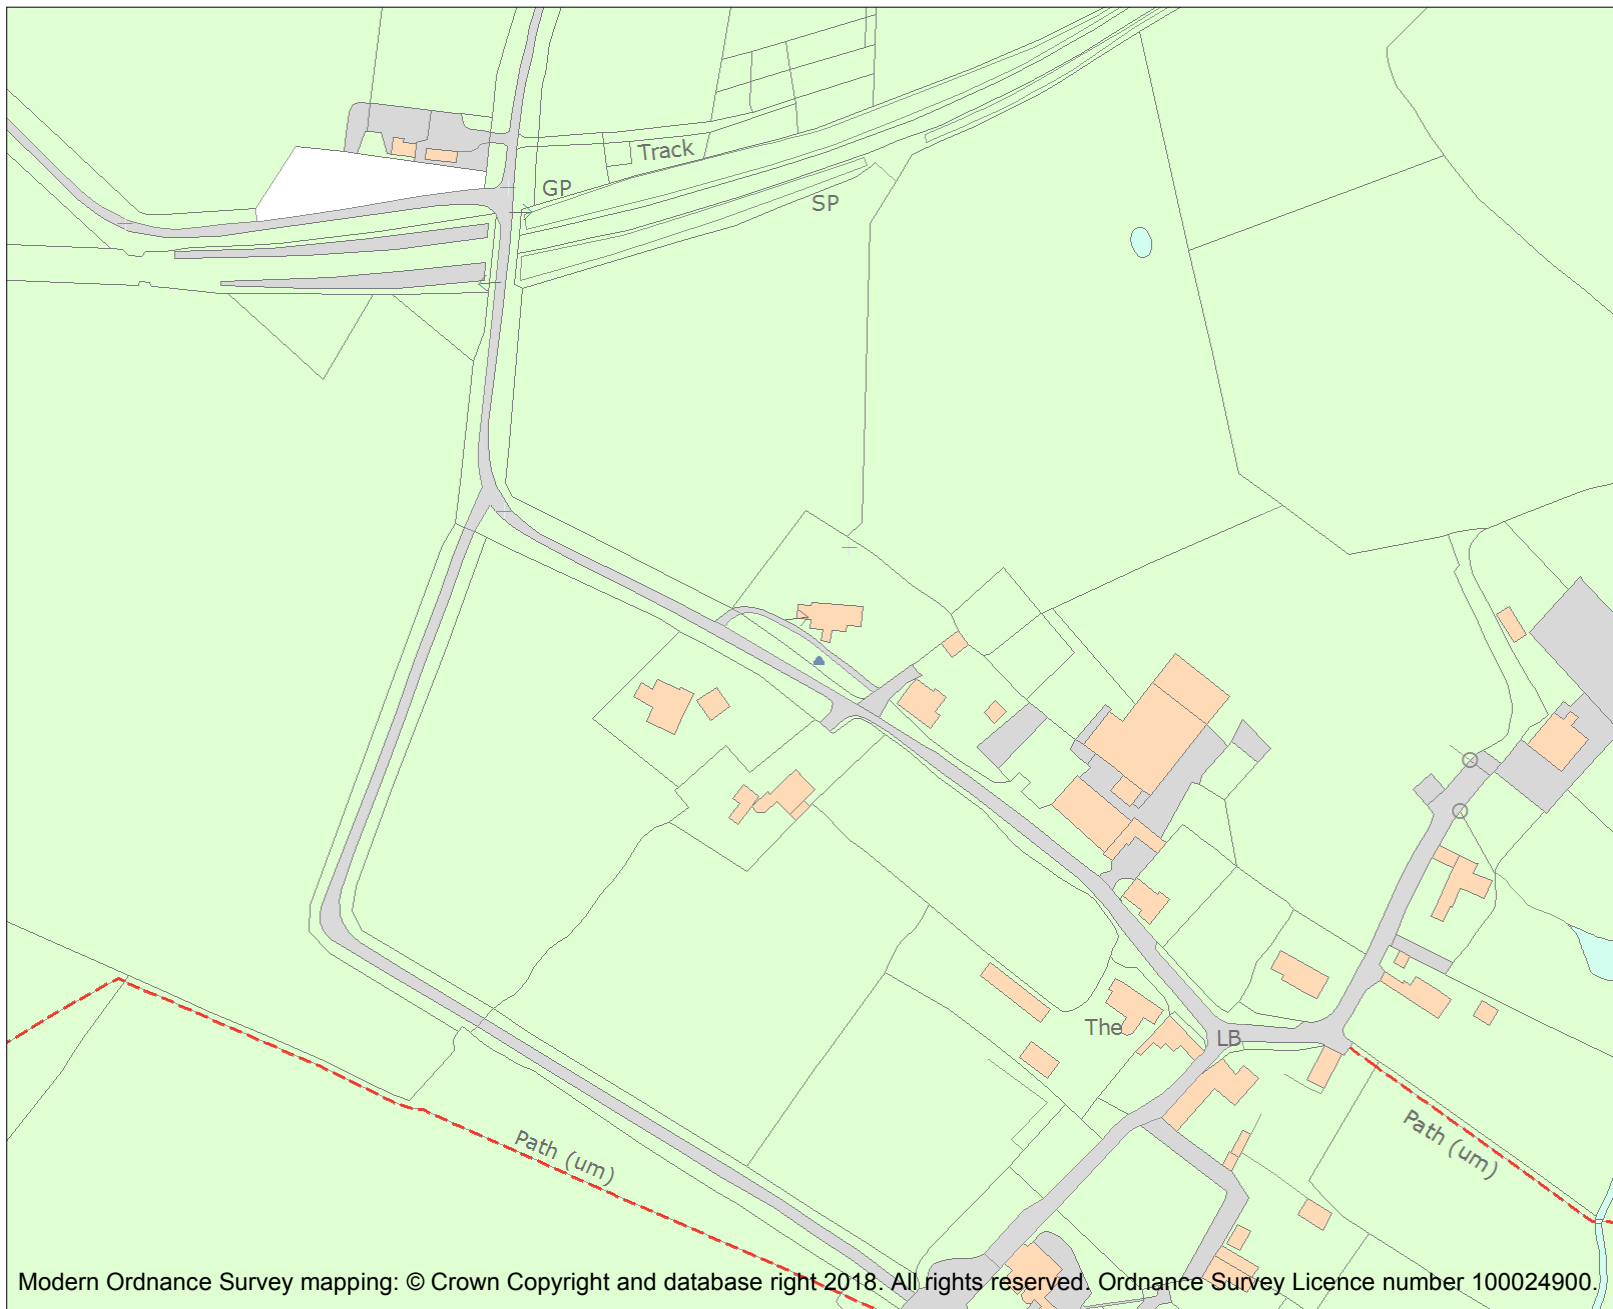 Track
GP
SP
The
LB
Path (um)
Path (um)
Modern Ordnance Survey mapping: © Crown Copyright and database right 2018. All rights reserved. Ordnance Survey Licence number 100024900.